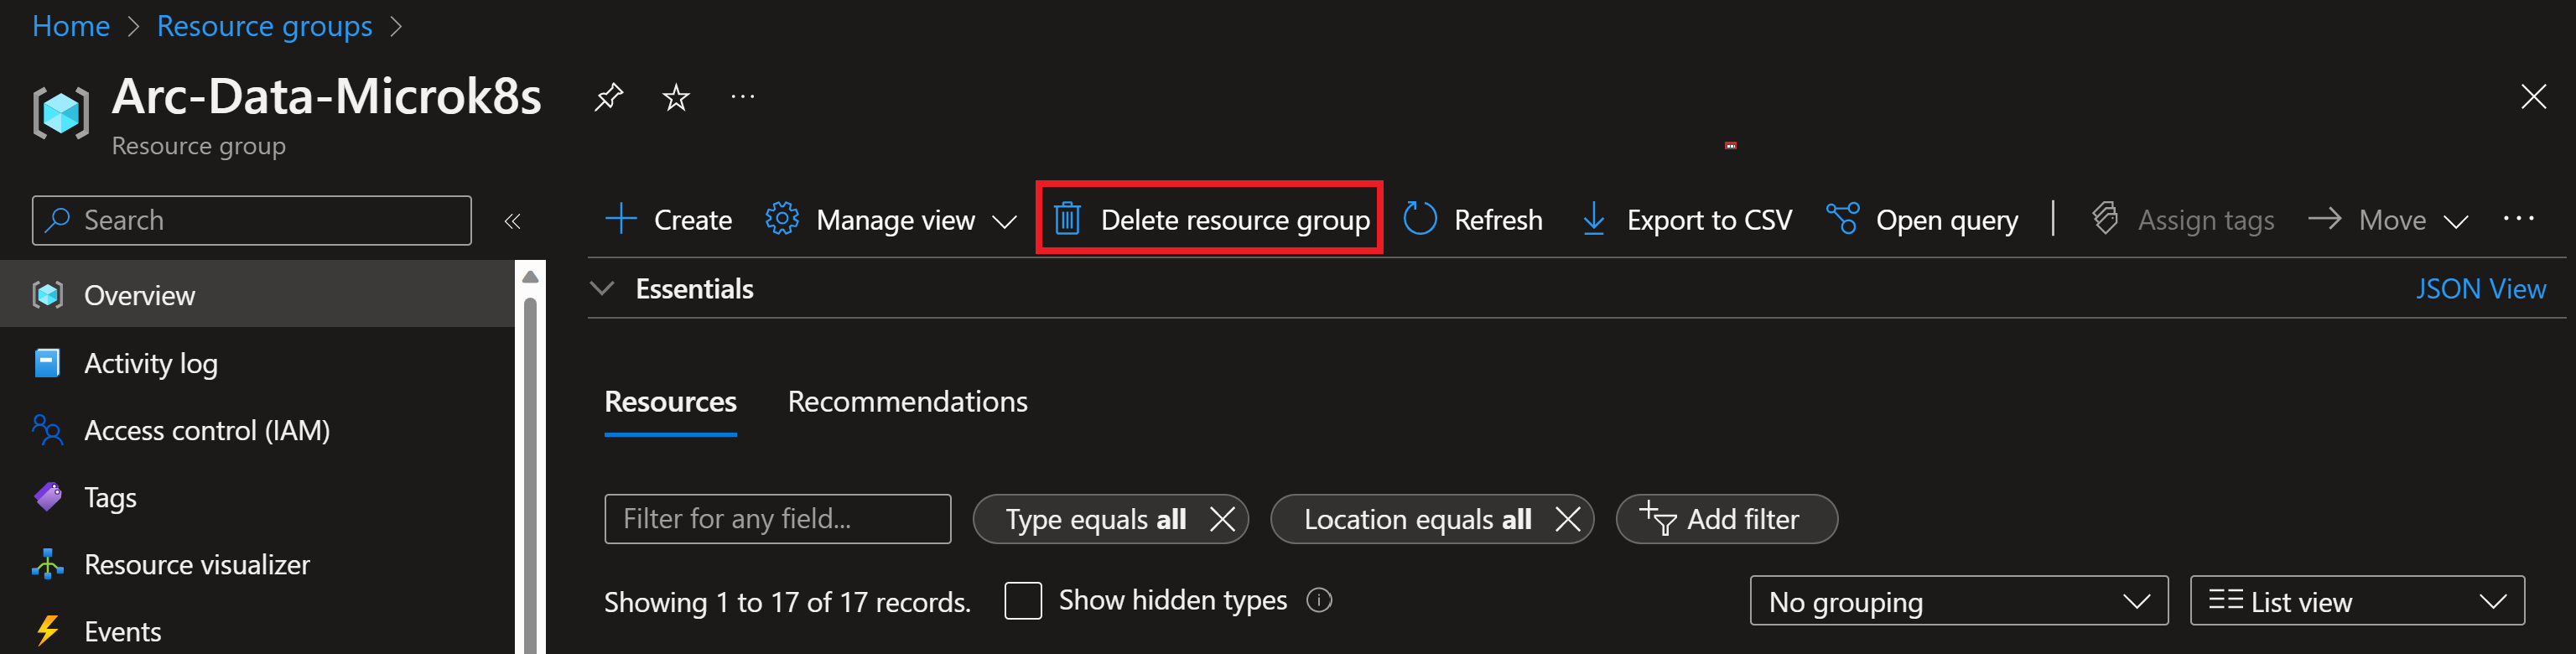 Home > Resource groups >
Arc-Data-Microk8s
Resource group
Search
Create Manage view Delete resource group Refresh Export to CSV Open query Assign tags Move
Essentials JSON View
Overview
Activity log
Access control (IAM)
Tags
Resource visualizer
Events
Resources Recommendations
Filter for any field... Type equals all Location equals all Add filter
Showing 1 to 17 of 17 records. Show hidden types No grouping List view